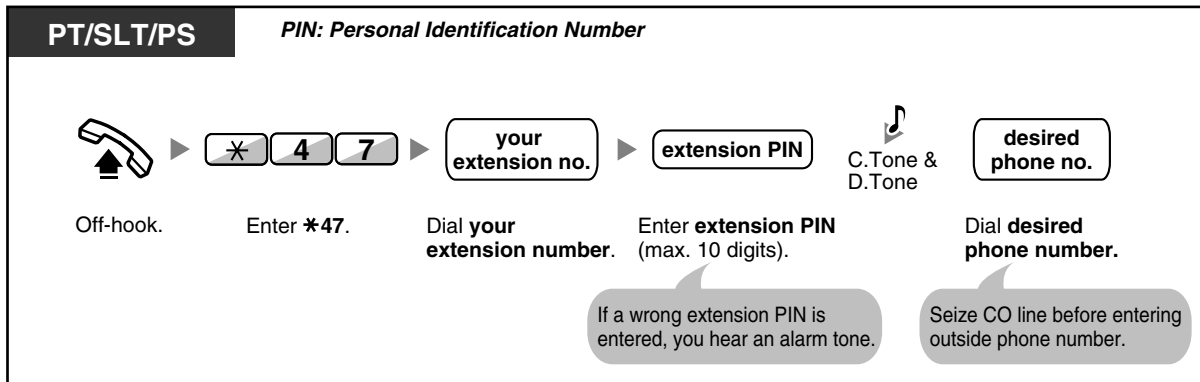 PT/SLT/PS
PIN: Personal Identification Number
* 4 7
your
extension no.
extension PIN
C.Tone &
D.Tone
desired
phone no.
Off-hook.
Enter *47.
Dial your
extension number.
Enter extension PIN
(max. 10 digits).
Dial desired
phone number.
If a wrong extension PIN is
entered, you hear an alarm tone.
Seize CO line before entering
outside phone number.